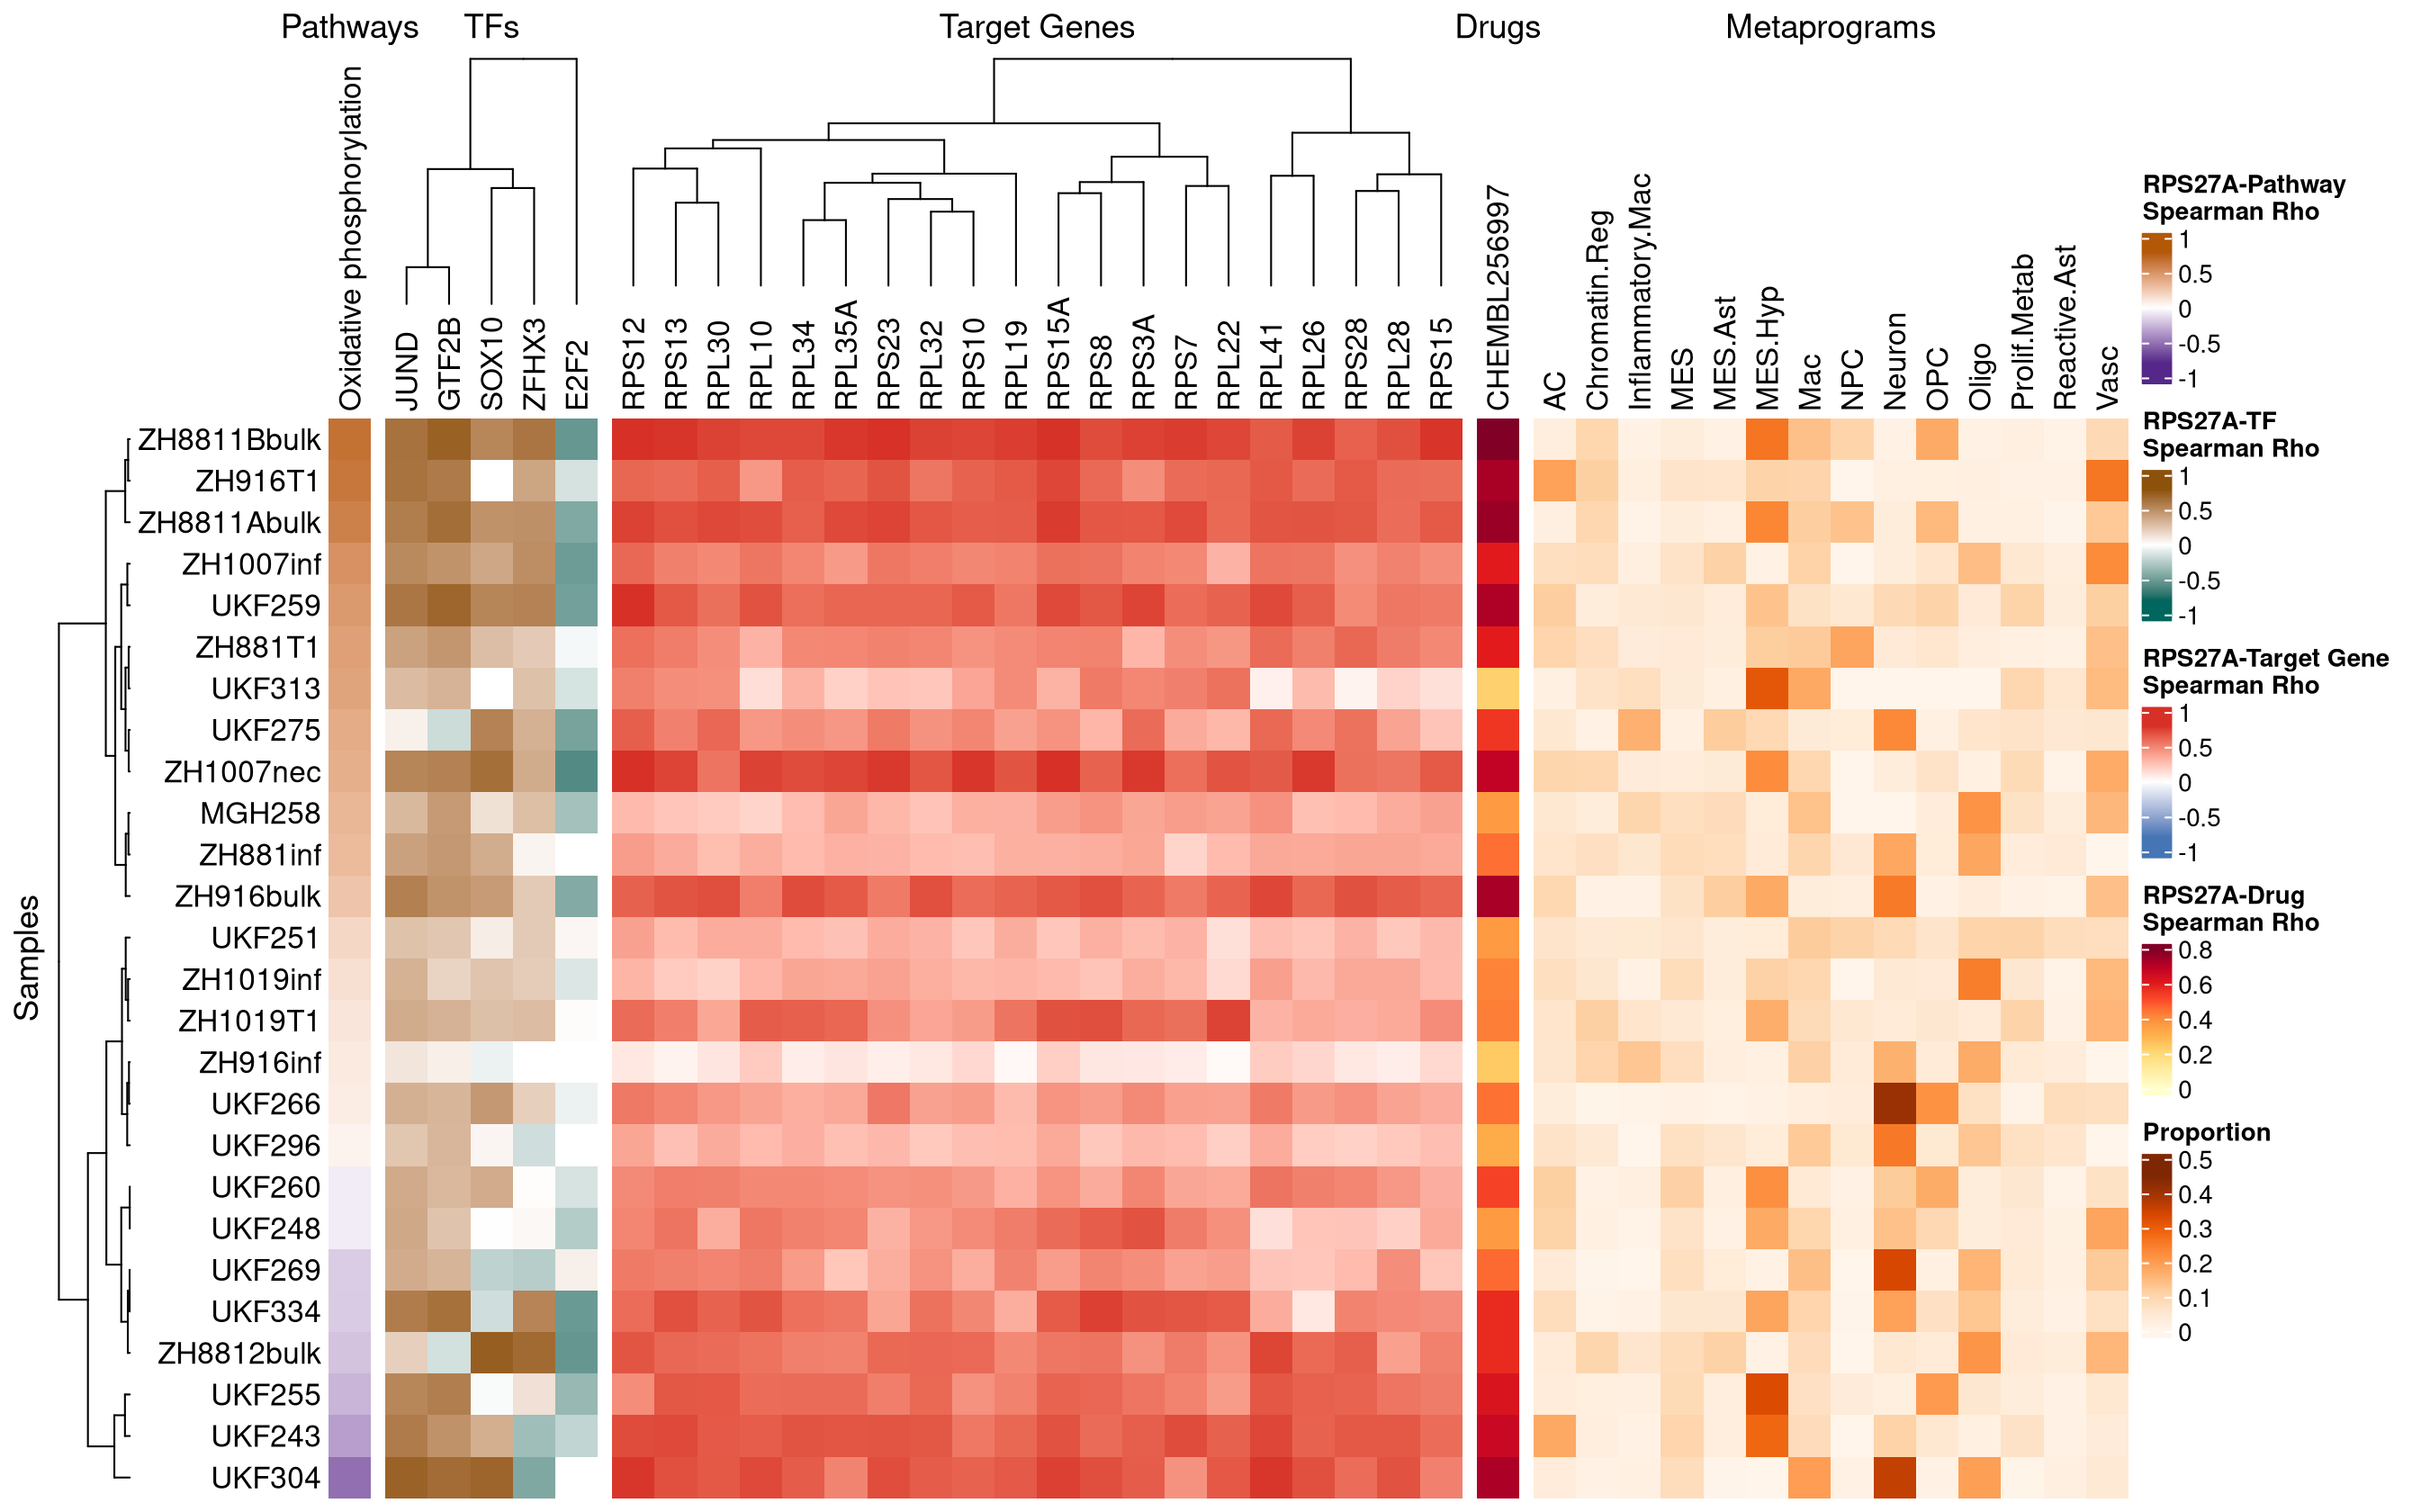 Pathways TFs Target Genes Drugs Metaprograms
Oxidative phosphorylation
JUND
GTF2B
SOX10
ZFHX3
E2F2
RPS12
RPS13
RPL30
RPL10
RPL34
RPL35A
RPS23
RPL32
RPS10
RPL19
RPS15A
RPS8
RPS3A
RPS7
RPL22
RPL41
RPL26
RPS28
RPL28
RPS15
CHEMBL256997
AC
Chromatin.Reg
Inflammatory.Mac
MES
MES.Ast
MES.Hyp
Mac
NPC
Neuron
OPC
Oligo
Prolif.Metab
Reactive.Ast
Vasc
Samples
ZH8811Bbulk
ZH916T1
ZH8811Abulk
ZH1007inf
UKF259
ZH881T1
UKF313
UKF275
ZH1007nec
MGH258
ZH881inf
ZH916bulk
UKF251
ZH1019inf
ZH1019T1
ZH916inf
UKF266
UKF296
UKF260
UKF248
UKF269
UKF334
ZH8812bulk
UKF255
UKF243
UKF304
RPS27A-Pathway
Spearman Rho
1
0.5
0
-0.5
-1
RPS27A-TF
Spearman Rho
1
0.5
0
-0.5
-1
RPS27A-Target Gene
Spearman Rho
1
0.5
0
-0.5
-1
RPS27A-Drug
Spearman Rho
0.8
0.6
0.4
0.2
0
Proportion
0.5
0.4
0.3
0.2
0.1
0